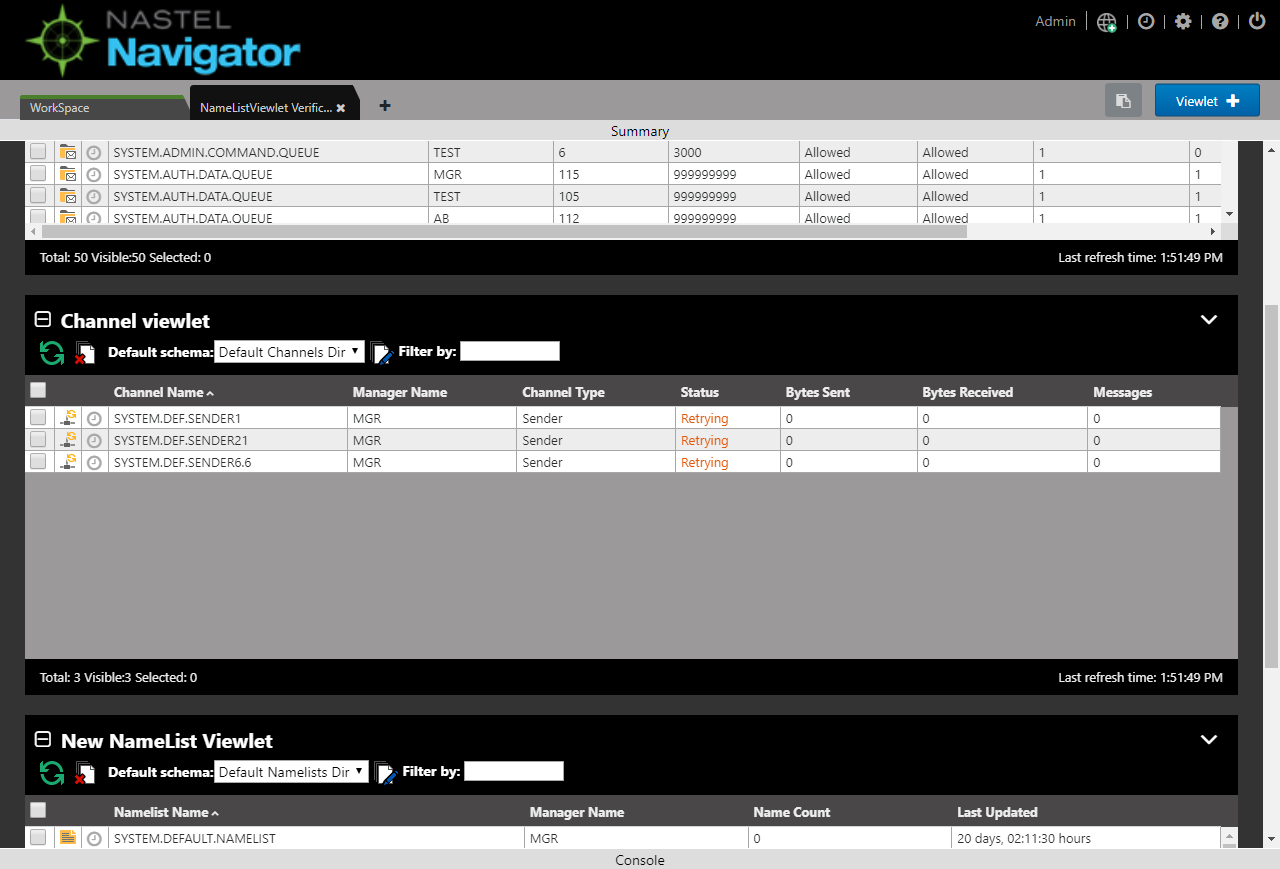 NASTEL
Navigator
Admin
WorkSpace
NameListViewlet Verific...
Viewlet
Summary
SYSTEM.ADMIN.COMMAND.QUEUE TEST 6 3000 Allowed Allowed 1 0
SYSTEM.AUTH.DATA.QUEUE MGR 115 999999999 Allowed Allowed 1 1
SYSTEM.AUTH.DATA.QUEUE TEST 105 999999999 Allowed Allowed 1 1
SYSTEM.AUTH.DATA.QUEUE AB 112 999999999 Allowed Allowed 1 1
Total: 50 Visible:50 Selected: 0 Last refresh time: 1:51:49 PM
Channel viewlet
Default schema: Default Channels Dir Filter by:
Channel Name Manager Name Channel Type Status Bytes Sent Bytes Received Messages
SYSTEM.DEF.SENDER1 MGR Sender Retrying 0 0 0
SYSTEM.DEF.SENDER21 MGR Sender Retrying 0 0 0
SYSTEM.DEF.SENDER6.6 MGR Sender Retrying 0 0 0
Total: 3 Visible:3 Selected: 0 Last refresh time: 1:51:49 PM
New NameList Viewlet
Default schema: Default Namelists Dir Filter by:
Namelist Name Manager Name Name Count Last Updated
SYSTEM.DEFAULT.NAMELIST MGR 0 20 days, 02:11:30 hours
Console